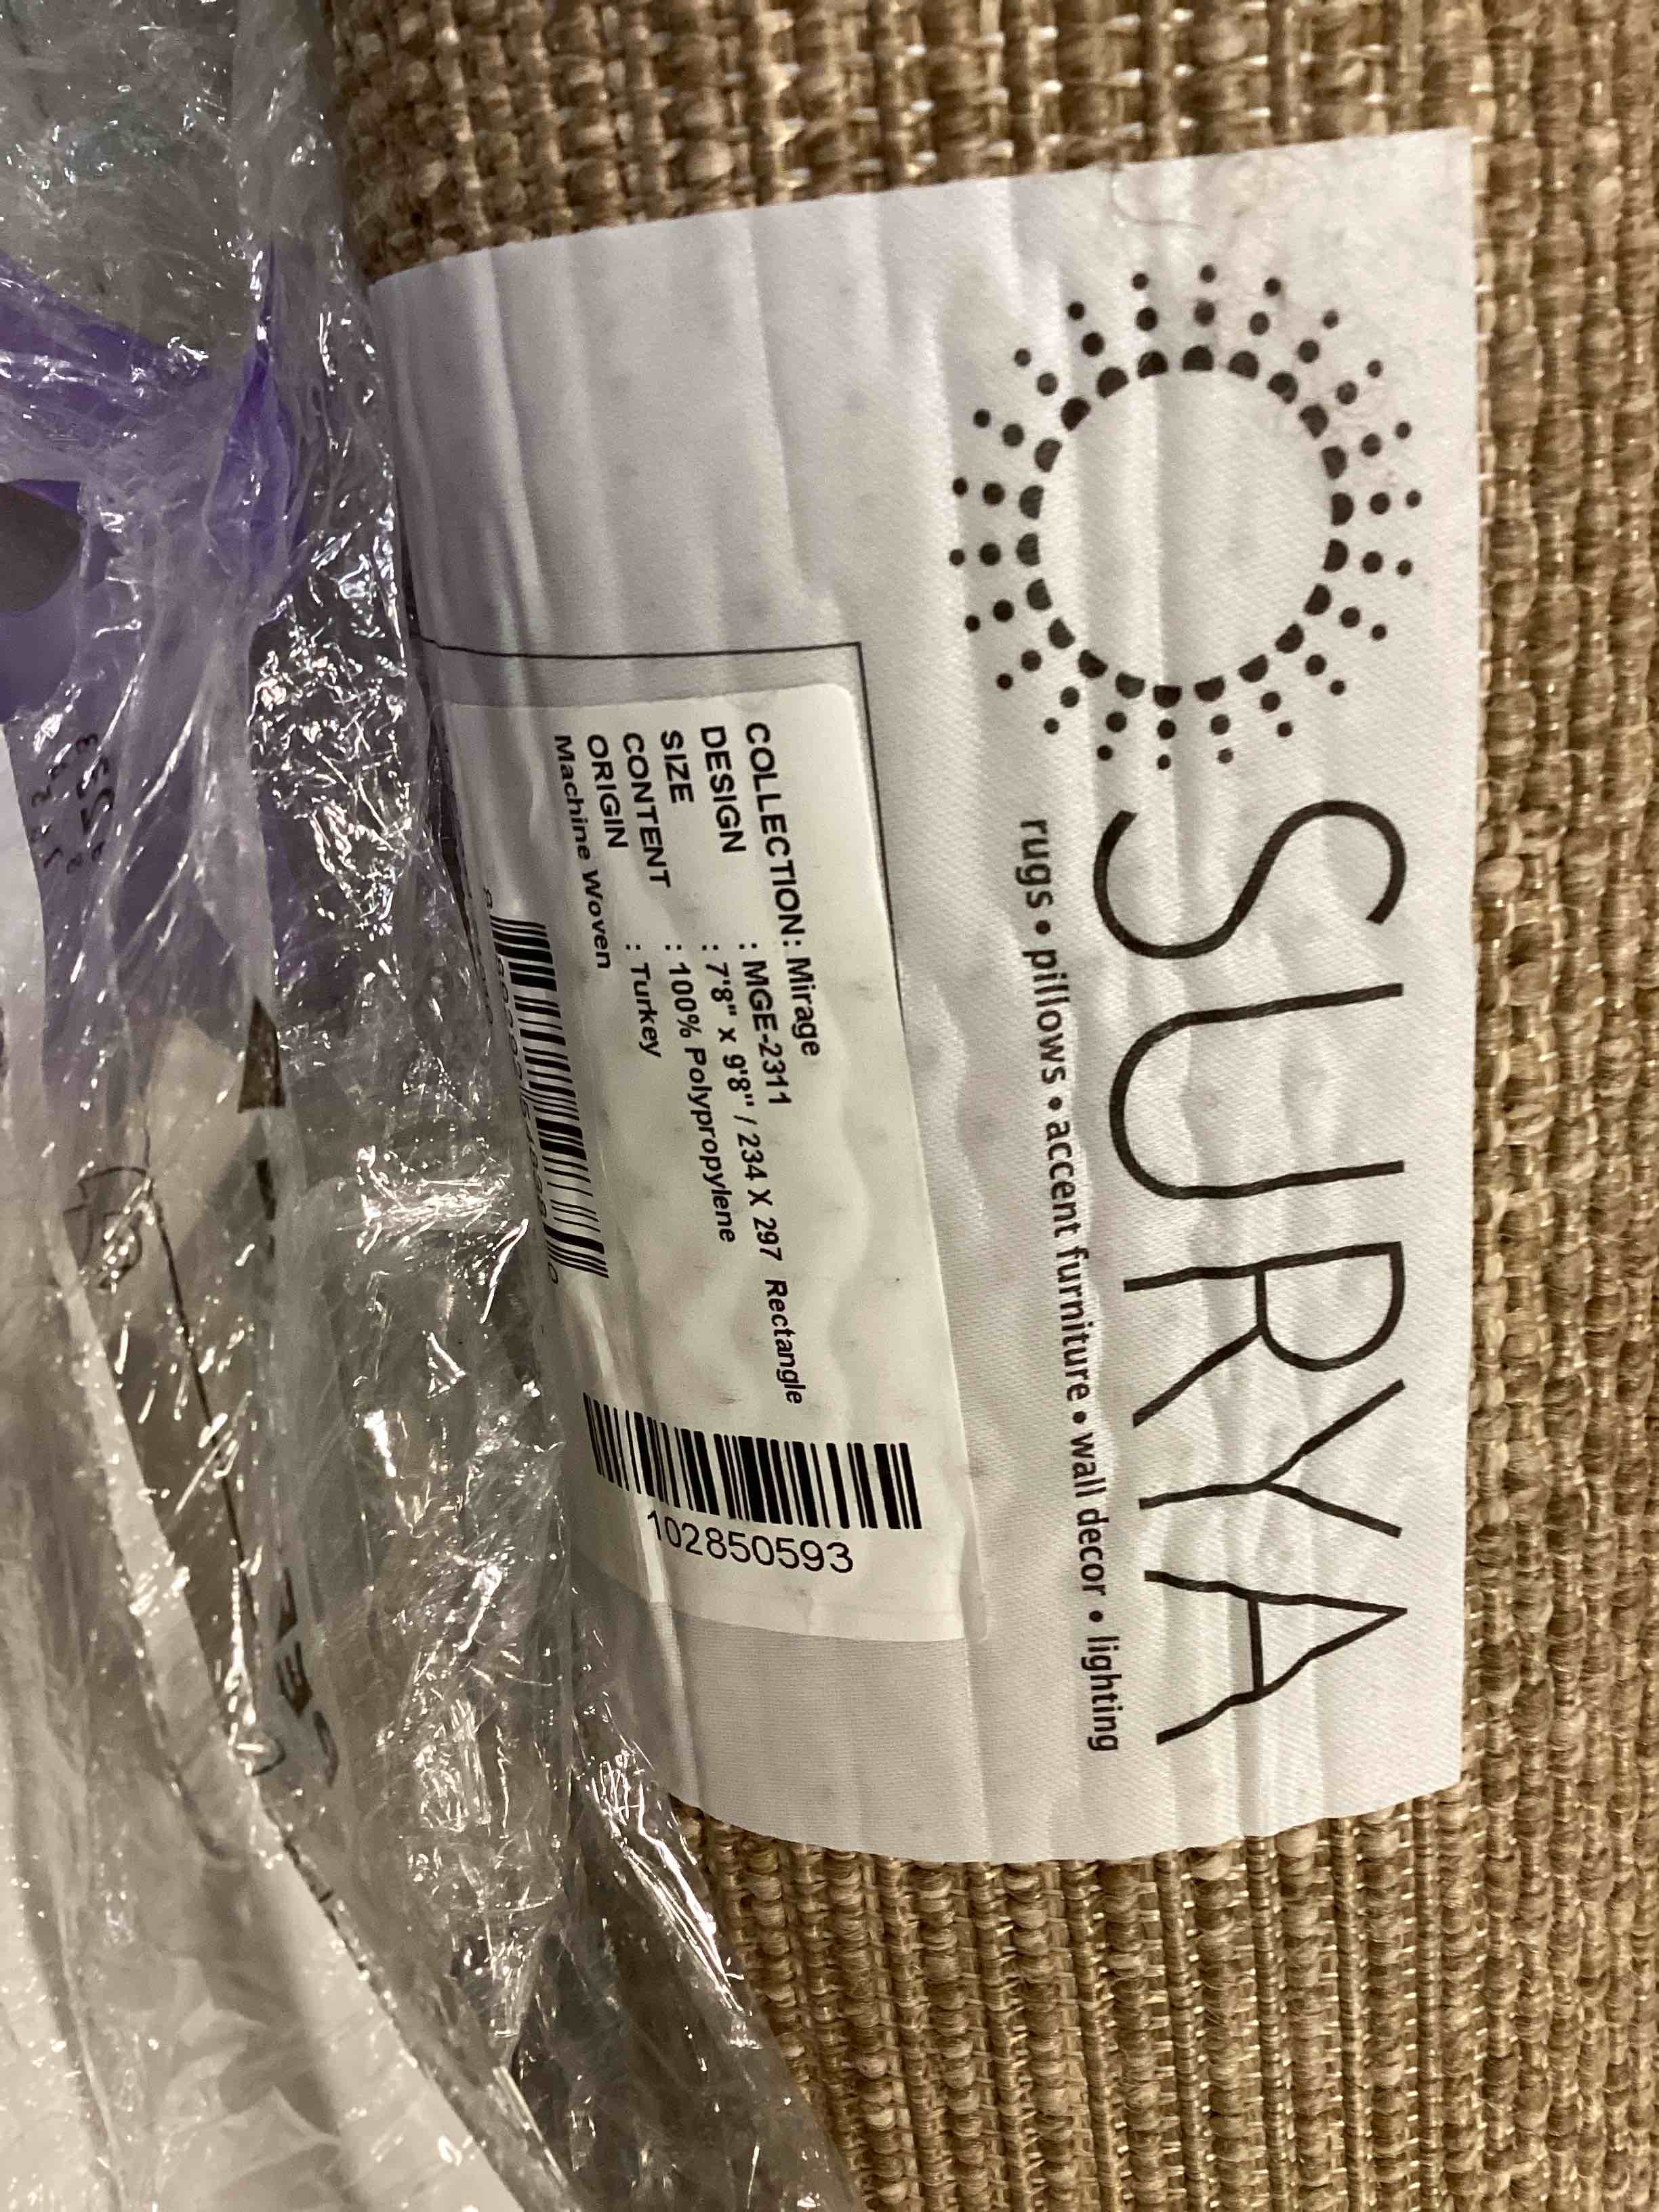 SURYA
rugs • pillows • accent furniture • wall decor • lighting
COLLECTION: Mirage
DESIGN : MGE-2311
SIZE : 7'8" x 9'8" / 234 X 297 Rectangle
CONTENT : 100% Polypropylene
ORIGIN : Turkey
Machine Woven
102850593